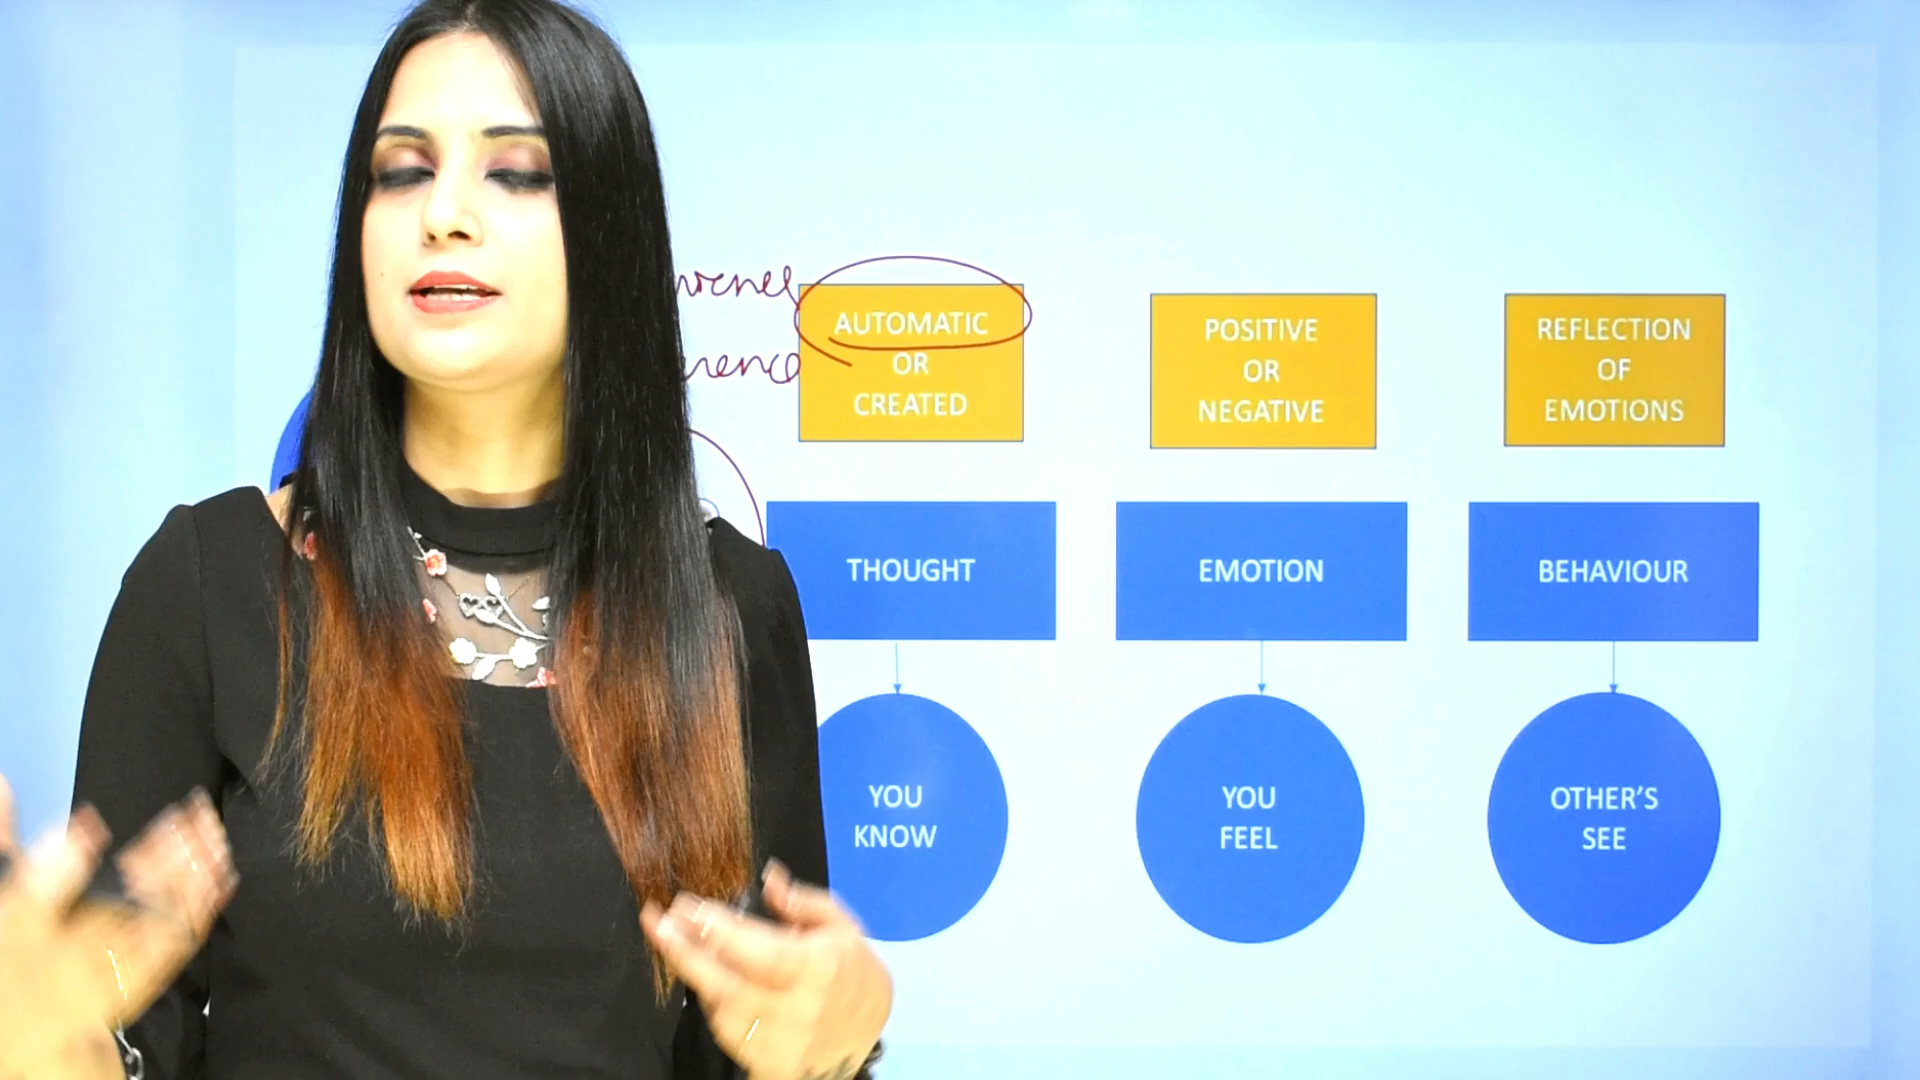 AUTOMATIC
OR
CREATED
POSITIVE
OR
NEGATIVE
REFLECTION
OF
EMOTIONS
THOUGHT
EMOTION
BEHAVIOUR
YOU
KNOW
YOU
FEEL
OTHER'S
SEE